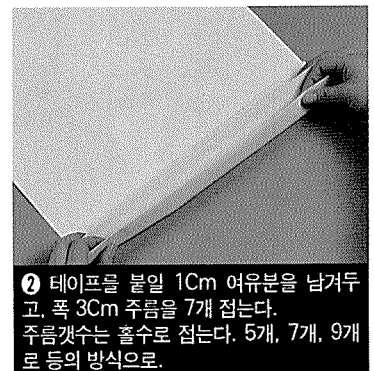 ❷ 테이프를 붙일 1Cm 여유분을 남겨두
고, 폭 3Cm 주름을 7개 접는다.
주름갯수는 홀수로 접는다. 5개, 7개, 9개
로 등의 방식으로.